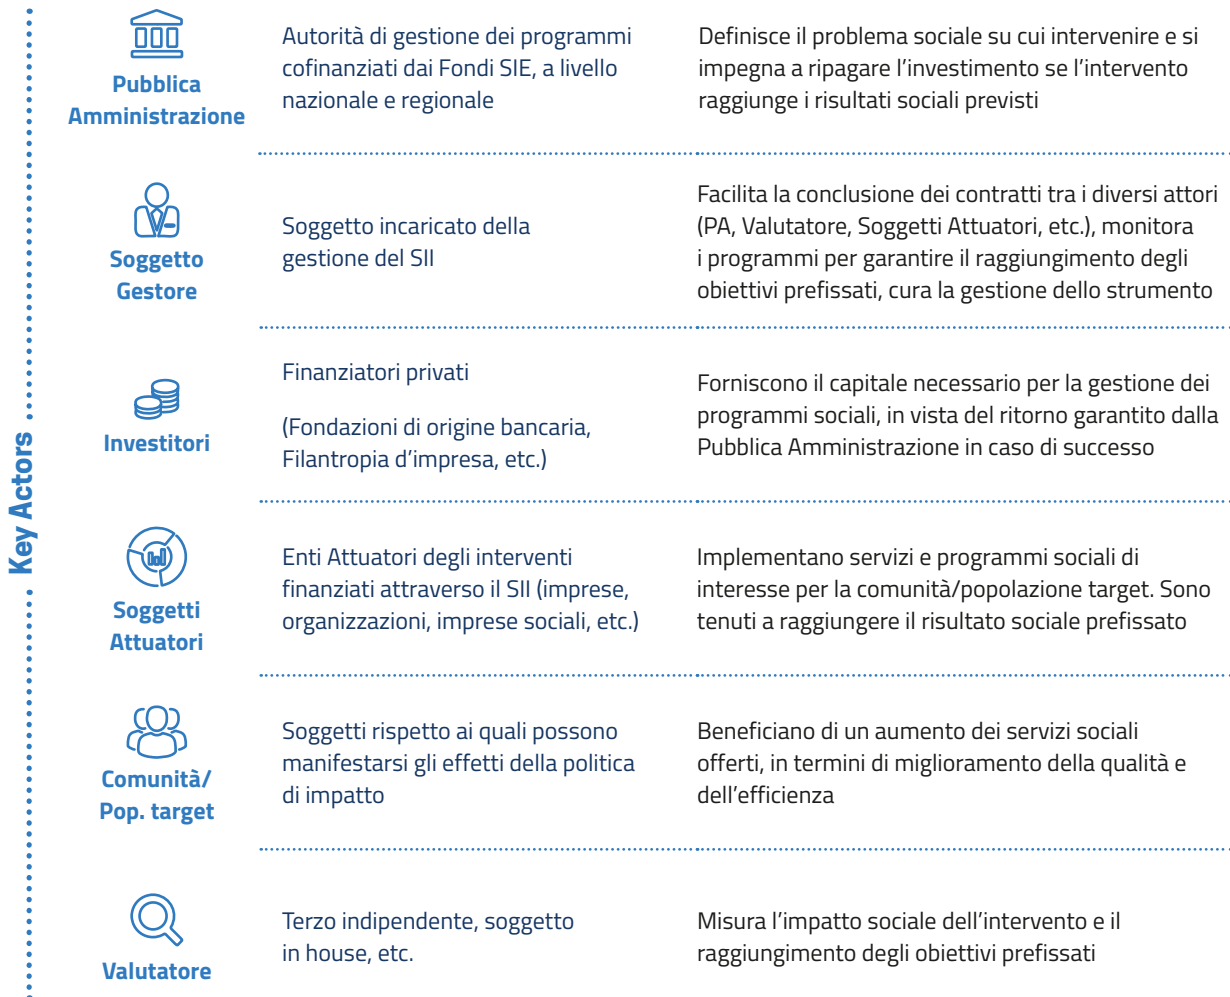 Key Actors
Pubblica
Amministrazione
Autorità di gestione dei programmi
cofinanziati dai Fondi SIE, a livello
nazionale e regionale
Definisce il problema sociale su cui intervenire e si
impegna a ripagare l’investimento se l’intervento
raggiunge i risultati sociali previsti
Soggetto
Gestore
Soggetto incaricato della
gestione del SII
Facilita la conclusione dei contratti tra i diversi attori
(PA, Valutatore, Soggetti Attuatori, etc.), monitora
i programmi per garantire il raggiungimento degli
obiettivi prefissati, cura la gestione dello strumento
Investitori
Finanziatori privati
(Fondazioni di origine bancaria,
Filantropia d’impresa, etc.)
Forniscono il capitale necessario per la gestione dei
programmi sociali, in vista del ritorno garantito dalla
Pubblica Amministrazione in caso di successo
Soggetti
Attuatori
Enti Attuatori degli interventi
finanziati attraverso il SII (imprese,
organizzazioni, imprese sociali, etc.)
Implementano servizi e programmi sociali di
interesse per la comunità/popolazione target. Sono
tenuti a raggiungere il risultato sociale prefissato
Comunità/
Pop. target
Soggetti rispetto ai quali possono
manifestarsi gli effetti della politica
di impatto
Beneficiano di un aumento dei servizi sociali
offerti, in termini di miglioramento della qualità e
dell’efficienza
Valutatore
Terzo indipendente, soggetto
in house, etc.
Misura l’impatto sociale dell’intervento e il
raggiungimento degli obiettivi prefissati